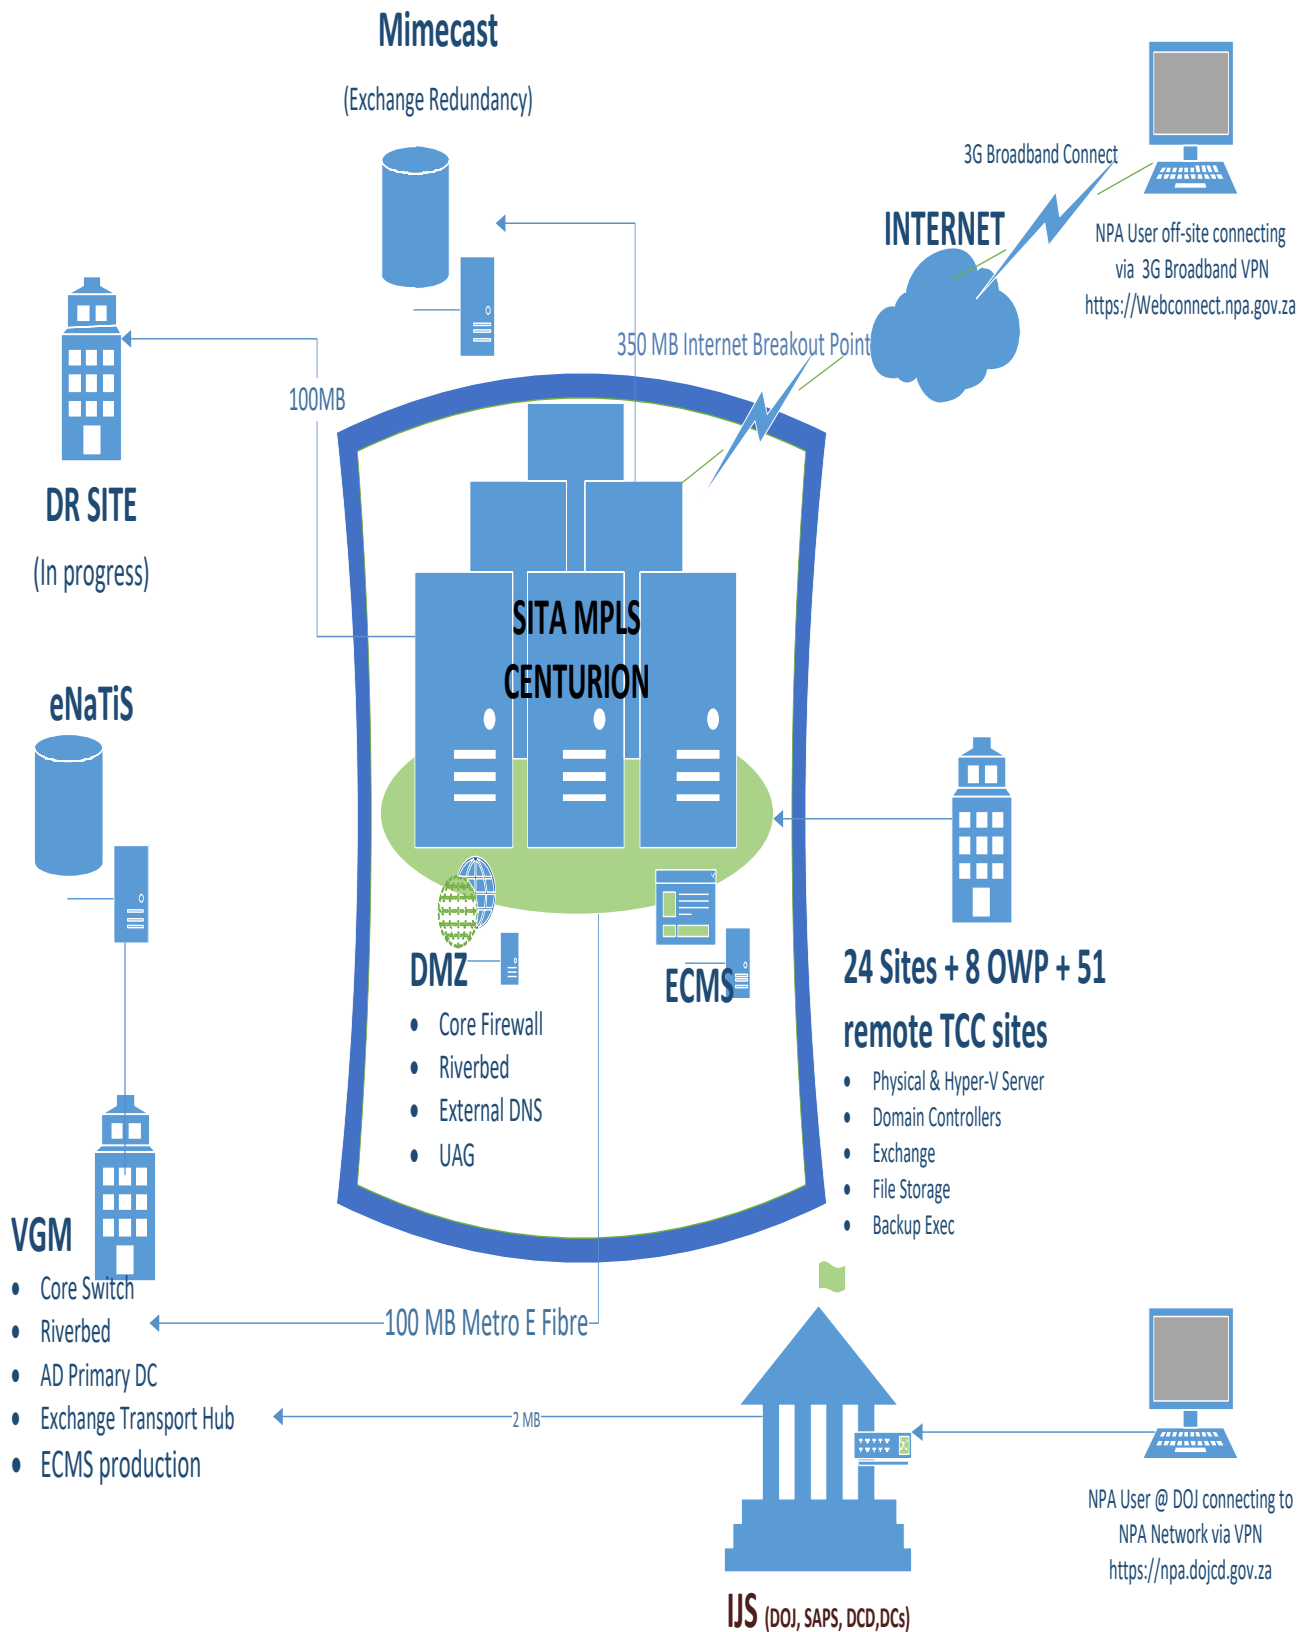 Mimecast
(Exchange Redundancy)
3G Broadband Connect
INTERNET
NPA User off-site connecting
via 3G Broadband VPN
https://Webconnect.npa.gov.za
350 MB Internet Breakout Point
100MB
DR SITE
(In progress)
SITA MPLS
CENTURION
eNaTiS
DMZ
• Core Firewall
• Riverbed
• External DNS
• UAG
ECMS
24 Sites + 8 OWP + 51
remote TCC sites
• Physical & Hyper-V Server
• Domain Controllers
• Exchange
• File Storage
• Backup Exec
VGM
• Core Switch
• Riverbed
• AD Primary DC
• Exchange Transport Hub
• ECMS production
100 MB Metro E Fibre
2 MB
NPA User @ DOJ connecting to
NPA Network via VPN
https://npa.dojcd.gov.za
IJS (DOJ, SAPS, DCD,DCs)